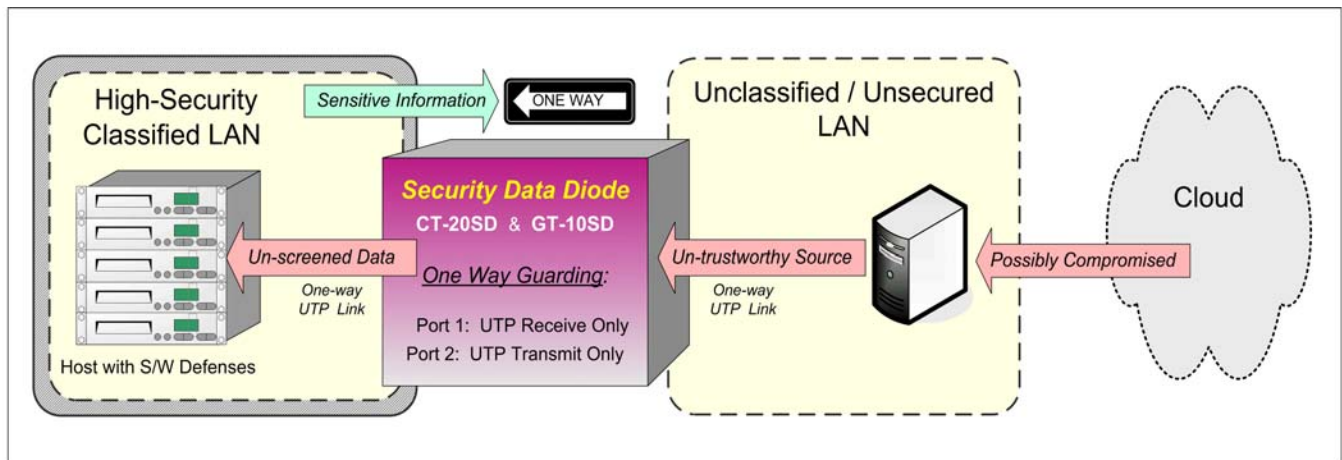 High-Security
Classified LAN
Sensitive Information
ONE WAY
Unclassified / Unsecured
LAN
Cloud
Security Data Diode
CT-20SD & GT-10SD
One Way Guarding:
Port 1: UTP Receive Only
Port 2: UTP Transmit Only
Un-screened Data
One-way
UTP Link
Host with S/W Defenses
Un-trustworthy Source
One-way
UTP Link
Possibly Compromised